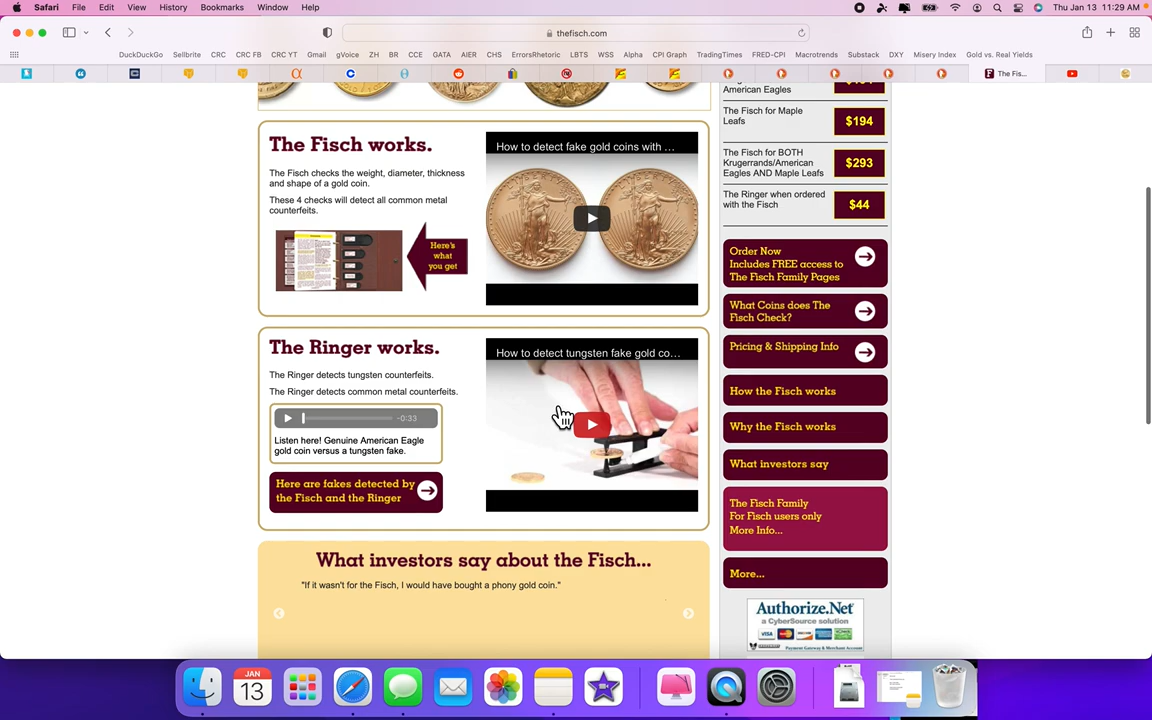 Safari File Edit View History Bookmarks Window Help
Thu Jan 13 11:29 AM
thefisch.com
DuckDuckGo Sellbrite CRC CRC FB CRC YT Gmail gVoice ZH BR CCE GATA AIER CHS ErrorsRhetoric LBTS WSS Alpha CPI Graph TradingTimes FRED-CPI Macrotrends Substack DXY Misery Index Gold vs. Real Yields
The Fis...
The Fisch works.
The Fisch checks the weight, diameter, thickness
and shape of a gold coin.
These 4 checks will detect all common metal
counterfeits.
Here's
what
you get
How to detect fake gold coins with ...
The Ringer works.
The Ringer detects tungsten counterfeits.
The Ringer detects common metal counterfeits.
-0:33
Listen here! Genuine American Eagle
gold coin versus a tungsten fake.
Here are fakes detected by
the Fisch and the Ringer
How to detect tungsten fake gold co...
What investors say about the Fisch...
"If it wasn't for the Fisch, I would have bought a phony gold coin."
American Eagles
The Fisch for Maple
Leafs
$194
The Fisch for BOTH
Krugerrands/American
Eagles AND Maple Leafs
$293
The Ringer when ordered
with the Fisch
$44
Order Now
Includes FREE access to
The Fisch Family Pages
What Coins does The
Fisch Check?
Pricing & Shipping Info
How the Fisch works
Why the Fisch works
What investors say
The Fisch Family
For Fisch users only
More Info...
More...
Authorize.Net
a CyberSource solution
VISA
Payment Gateway & Merchant Account
JAN
13